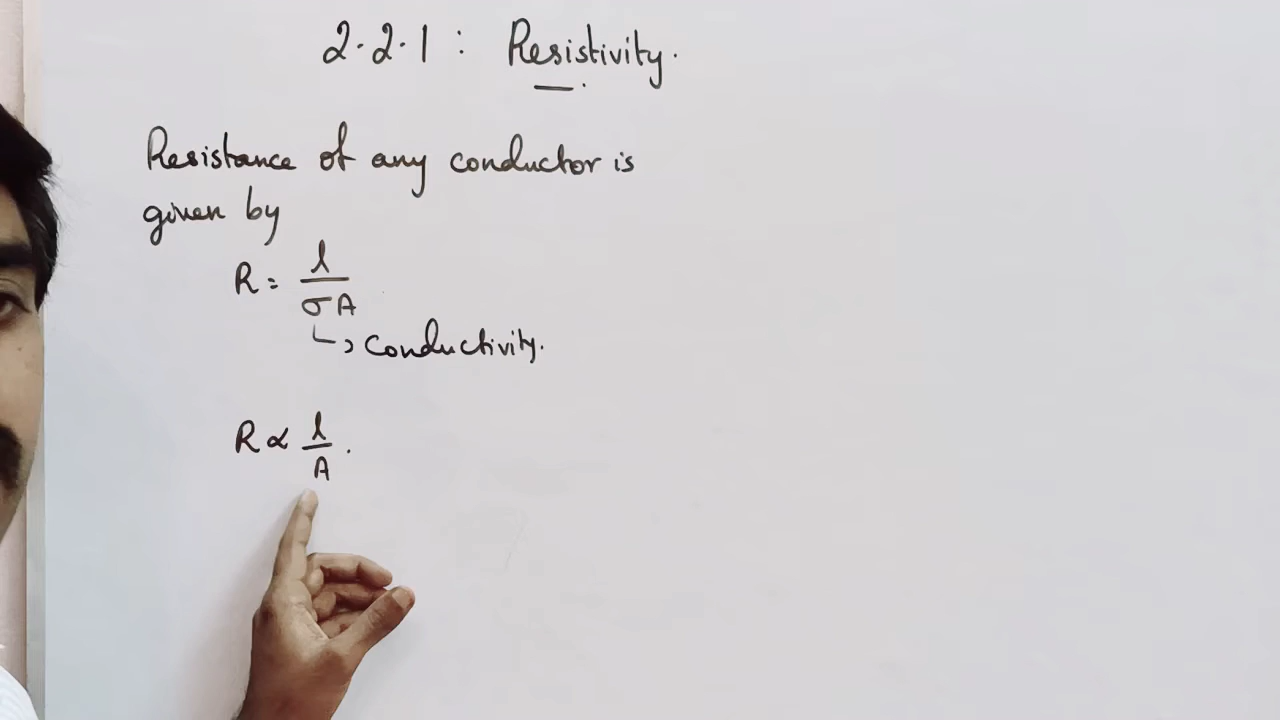 2.2.1 : Resistivity.
Resistance of any conductor is
given by
R = l/σA
↳ conductivity.
R ∝ l/A.